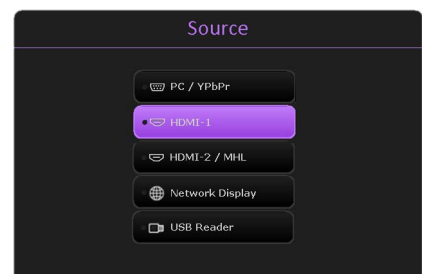 Source
PC / YPbPr
HDMI-1
HDMI-2 / MHL
Network Display
USB Reader